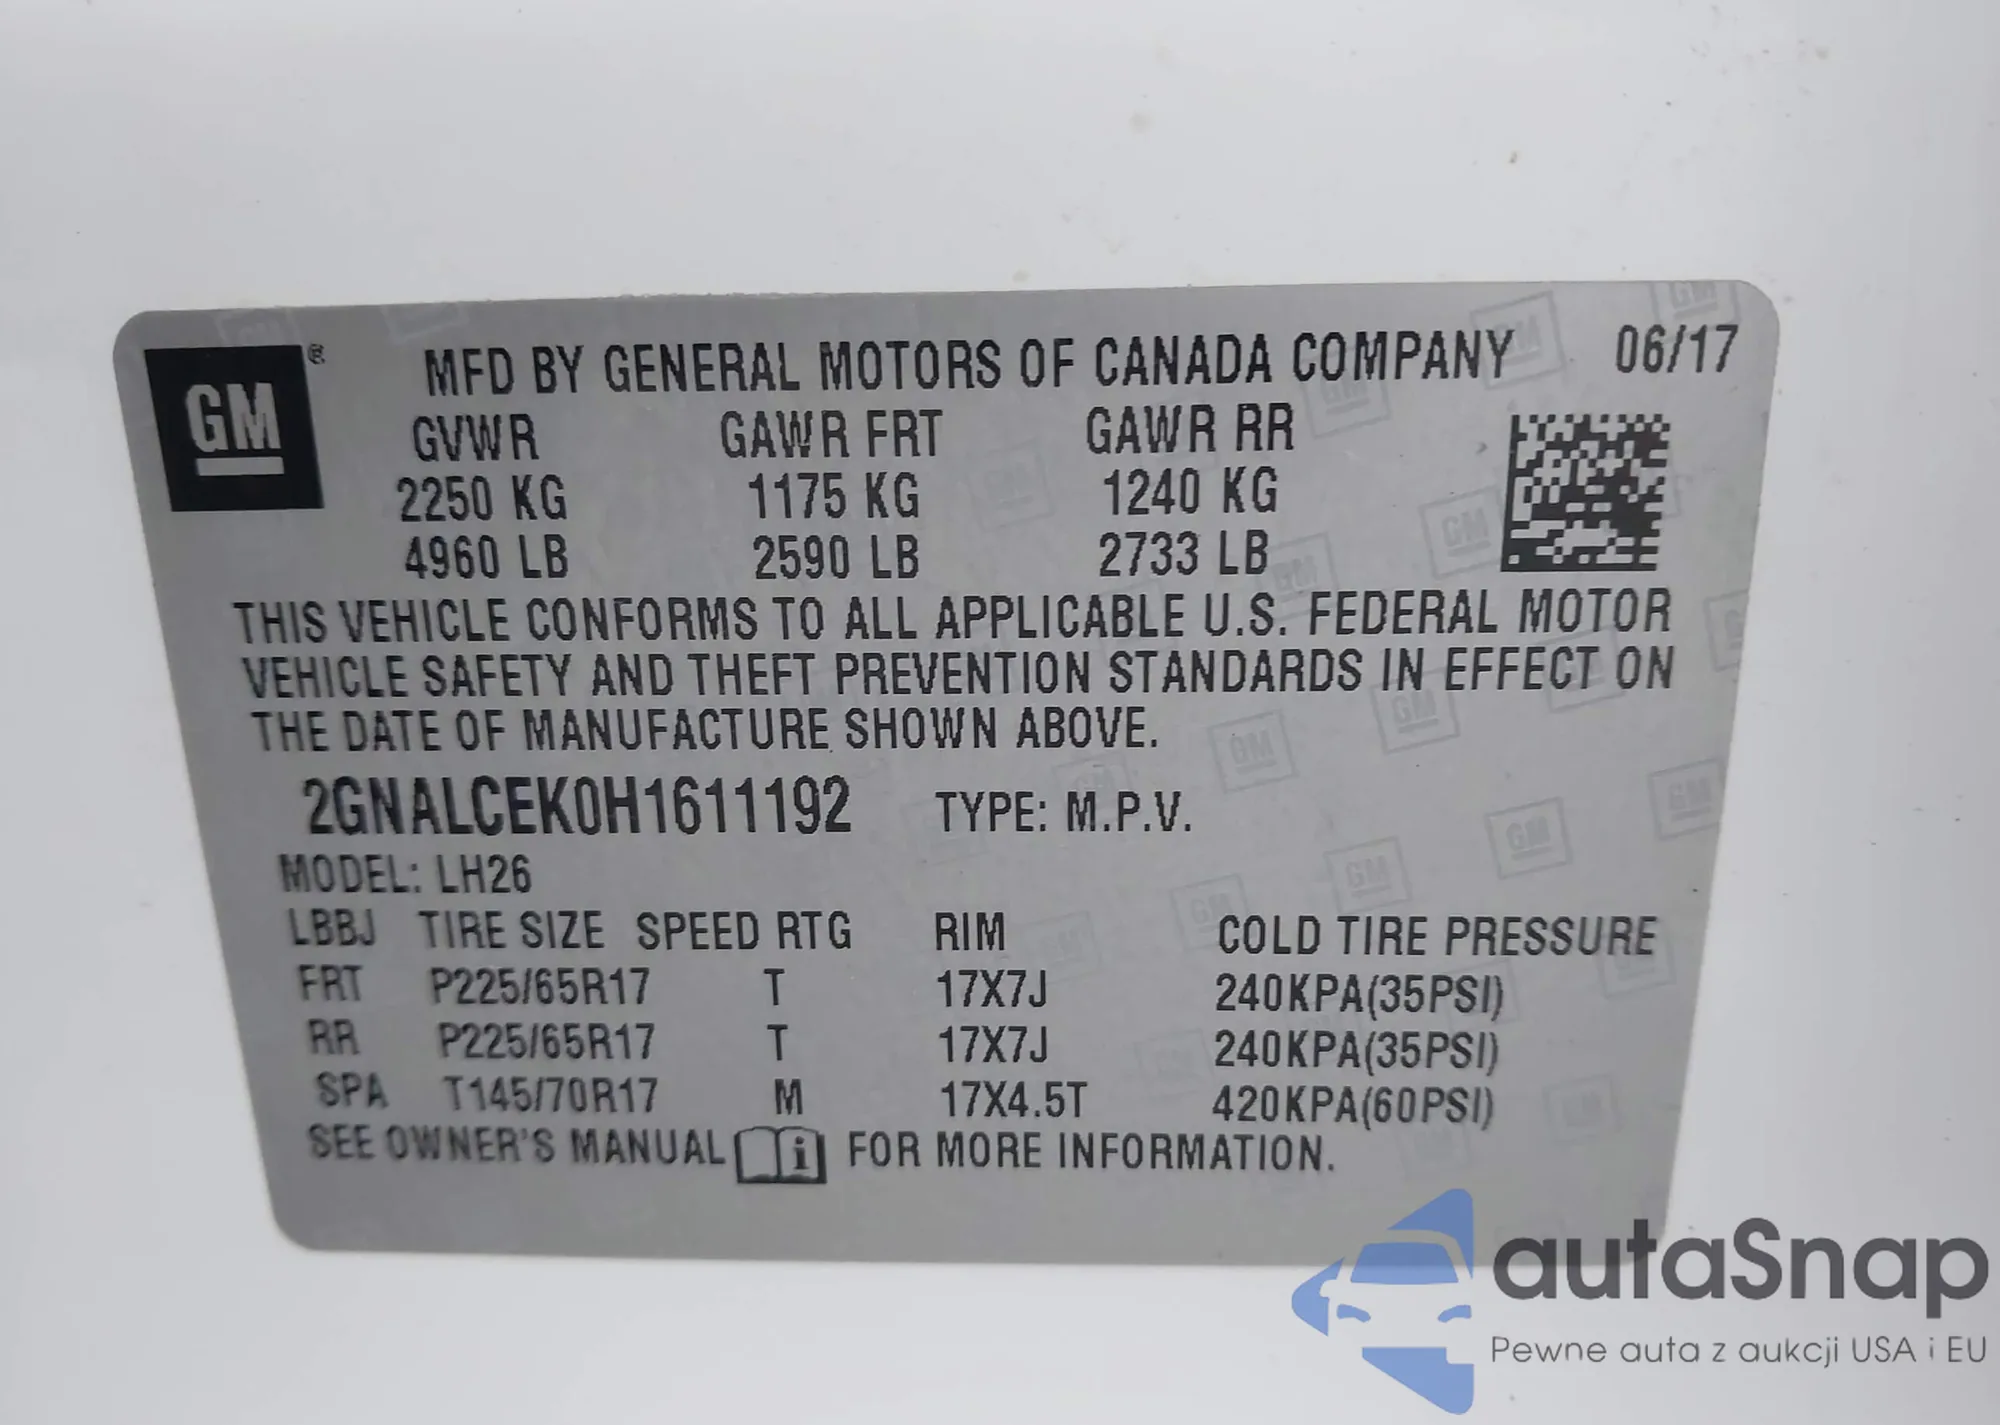 GM ®
MFD BY GENERAL MOTORS OF CANADA COMPANY 06/17
GVWR GAWR FRT GAWR RR
2250 KG 1175 KG 1240 KG
4960 LB 2590 LB 2733 LB
THIS VEHICLE CONFORMS TO ALL APPLICABLE U.S. FEDERAL MOTOR
VEHICLE SAFETY AND THEFT PREVENTION STANDARDS IN EFFECT ON
THE DATE OF MANUFACTURE SHOWN ABOVE.
2GNALCEK0H1611192 TYPE: M.P.V.
MODEL: LH26
LBBJ TIRE SIZE SPEED RTG RIM COLD TIRE PRESSURE
FRT P225/65R17 T 17X7J 240KPA(35PSI)
RR P225/65R17 T 17X7J 240KPA(35PSI)
SPA T145/70R17 M 17X4.5T 420KPA(60PSI)
SEE OWNER'S MANUAL i FOR MORE INFORMATION.
autaSnap
Pewne auta z aukcji USA i EU